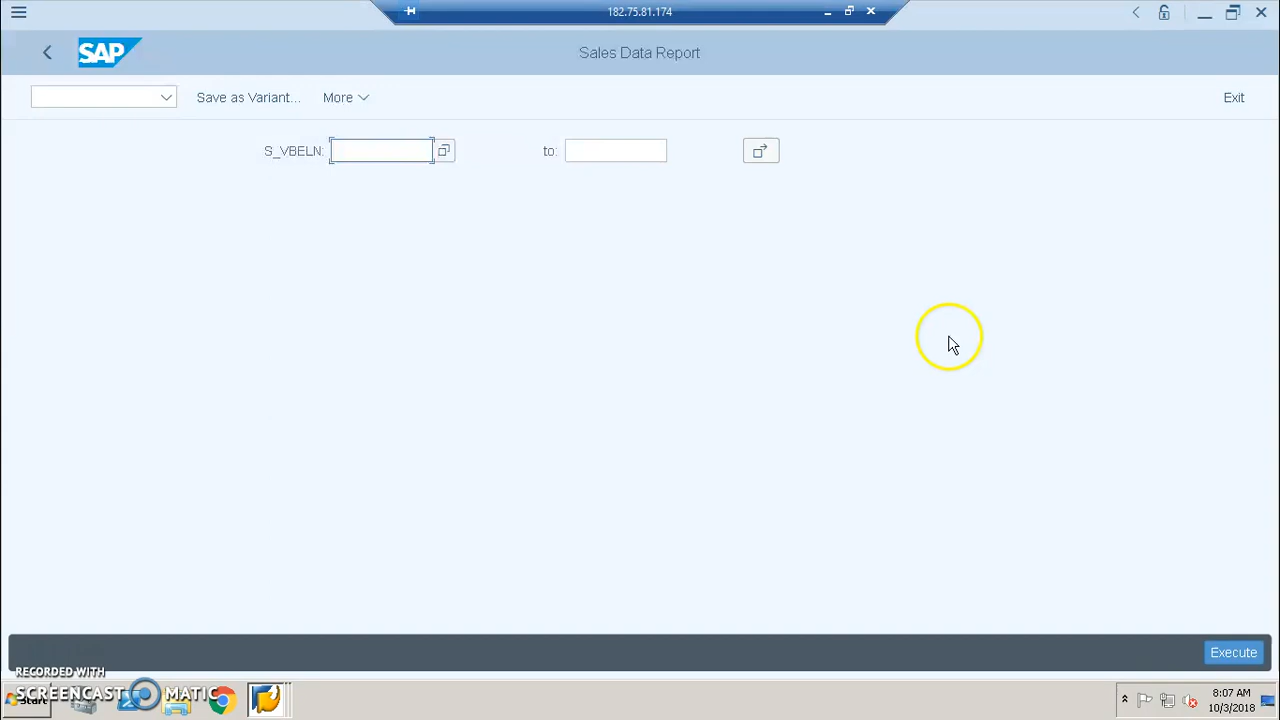 182.75.81.174
SAP
Sales Data Report
Save as Variant...
More
Exit
S_VBELN:
to:
Execute
RECORDED WITH
SCREENCAST MATIC
Start
8:07 AM
10/3/2018